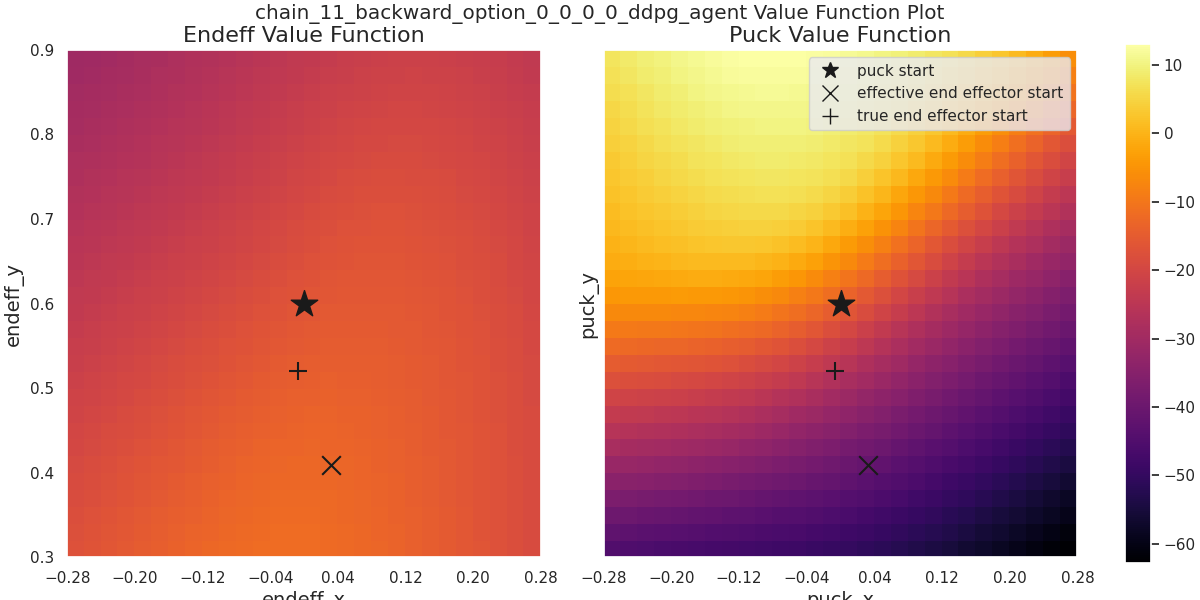 chain_11_backward_option_0_0_0_0_ddpg_agent Value Function Plot
Endeff Value Function
Puck Value Function
puck start
effective end effector start
true end effector start
endeff_y
0.9
0.8
0.7
0.6
0.5
0.4
0.3
−0.28 −0.20 −0.12 −0.04 0.04 0.12 0.20 0.28
endeff_x
puck_y
−0.28 −0.20 −0.12 −0.04 0.04 0.12 0.20 0.28
puck_x
10
0
−10
−20
−30
−40
−50
−60